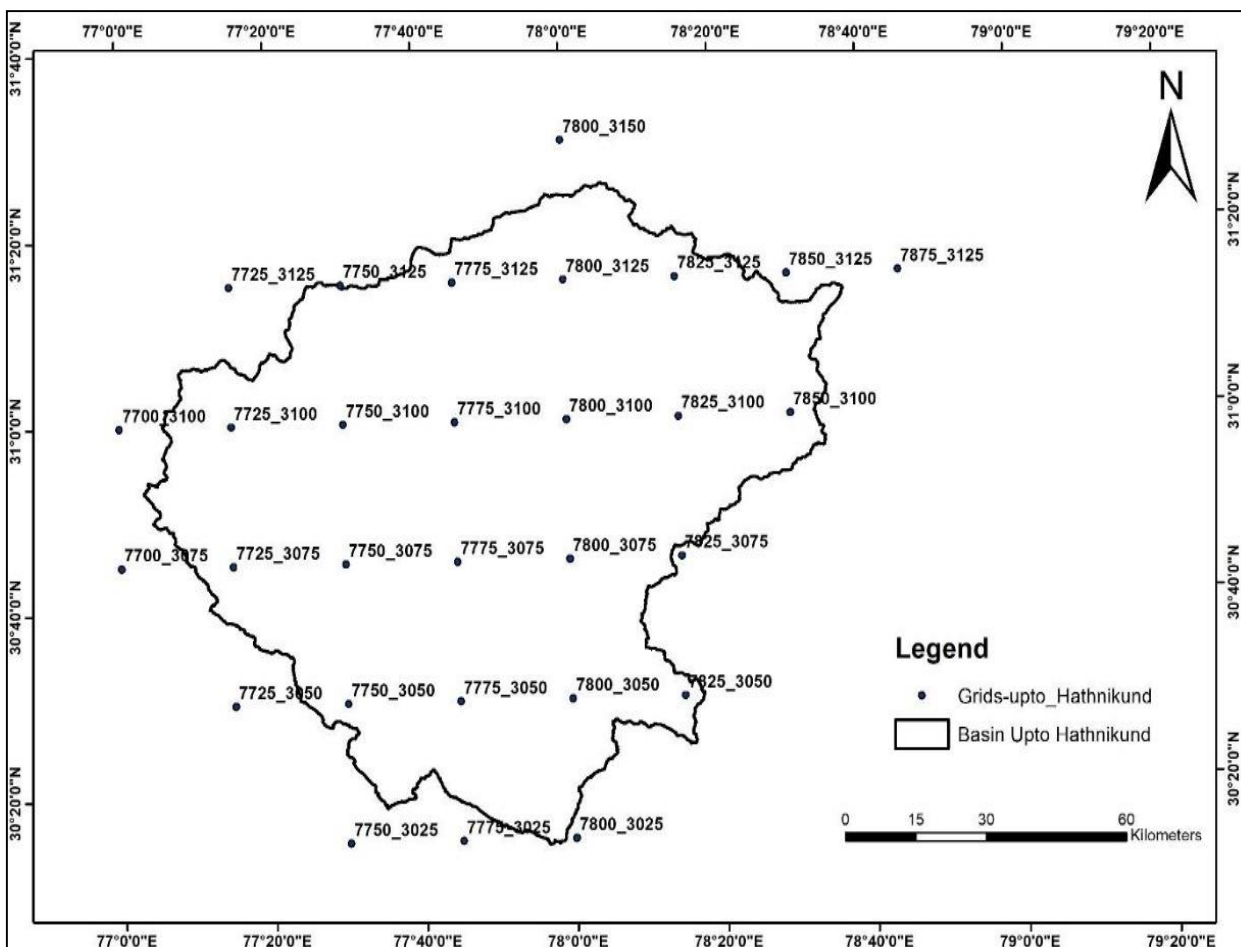 77°0'0"E 77°20'0"E 77°40'0"E 78°0'0"E 78°20'0"E 78°40'0"E 79°0'0"E 79°20'0"E
31°40'0"N
N
7800_3150
31°20'0"N
31°20'0"N
7725_3125 7750_3125 7775_3125 7800_3125 7825_3125 7850_3125 7875_3125
7700_3100 7725_3100 7750_3100 7775_3100 7800_3100 7825_3100 7850_3100
31°0'0"N
31°0'0"N
7700_3075 7725_3075 7750_3075 7775_3075 7800_3075 7825_3075
30°40'0"N
30°40'0"N
Legend
7725_3050 7750_3050 7775_3050 7800_3050 7825_3050
Grids-upto_Hathnikund
Basin Upto Hathnikund
30°20'0"N
30°20'0"N
7750_3025 7775_3025 7800_3025
0 15 30 60
Kilometers
77°0'0"E 77°20'0"E 77°40'0"E 78°0'0"E 78°20'0"E 78°40'0"E 79°0'0"E 79°20'0"E